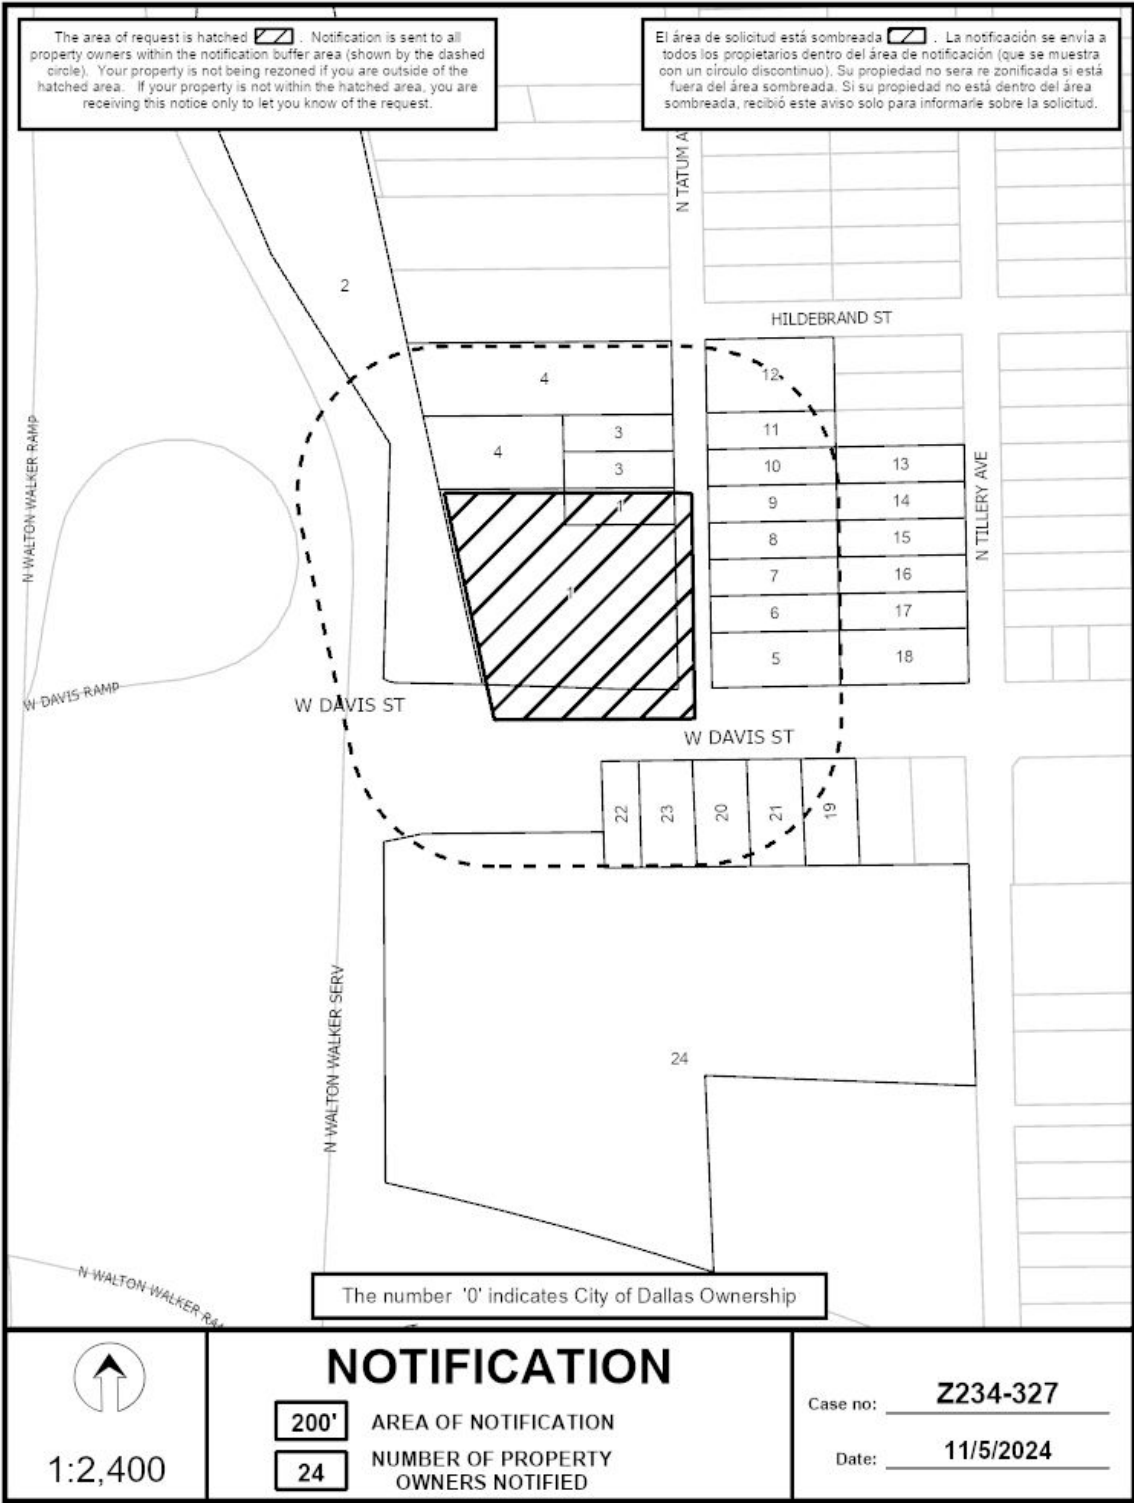 The area of request is hatched . Notification is sent to all
property owners within the notification buffer area (shown by the dashed
circle). Your property is not being rezoned if you are outside of the
hatched area. If your property is not within the hatched area, you are
receiving this notice only to let you know of the request.
El área de solicitud está sombreada . La notificación se envía a
todos los propietarios dentro del área de notificación (que se muestra
con un círculo discontinuo). Su propiedad no sera re zonificada si está
fuera del área sombreada. Si su propiedad no está dentro del área
sombreada, recibió este aviso solo para informarle sobre la solicitud.
N TATUM A
2
HILDEBRAND ST
4
12
3
11
4
3
10
13
N WALTON WALKER RAMP
N TILLERY AVE
1
9
14
8
15
1
7
16
6
17
5
18
W DAVIS RAMP
W DAVIS ST
W DAVIS ST
22
23
20
21
19
N WALTON WALKER SERV
24
N WALTON WALKER RA
The number '0' indicates City of Dallas Ownership
1:2,400
NOTIFICATION
200' AREA OF NOTIFICATION
24 NUMBER OF PROPERTY
OWNERS NOTIFIED
Case no: Z234-327
Date: 11/5/2024